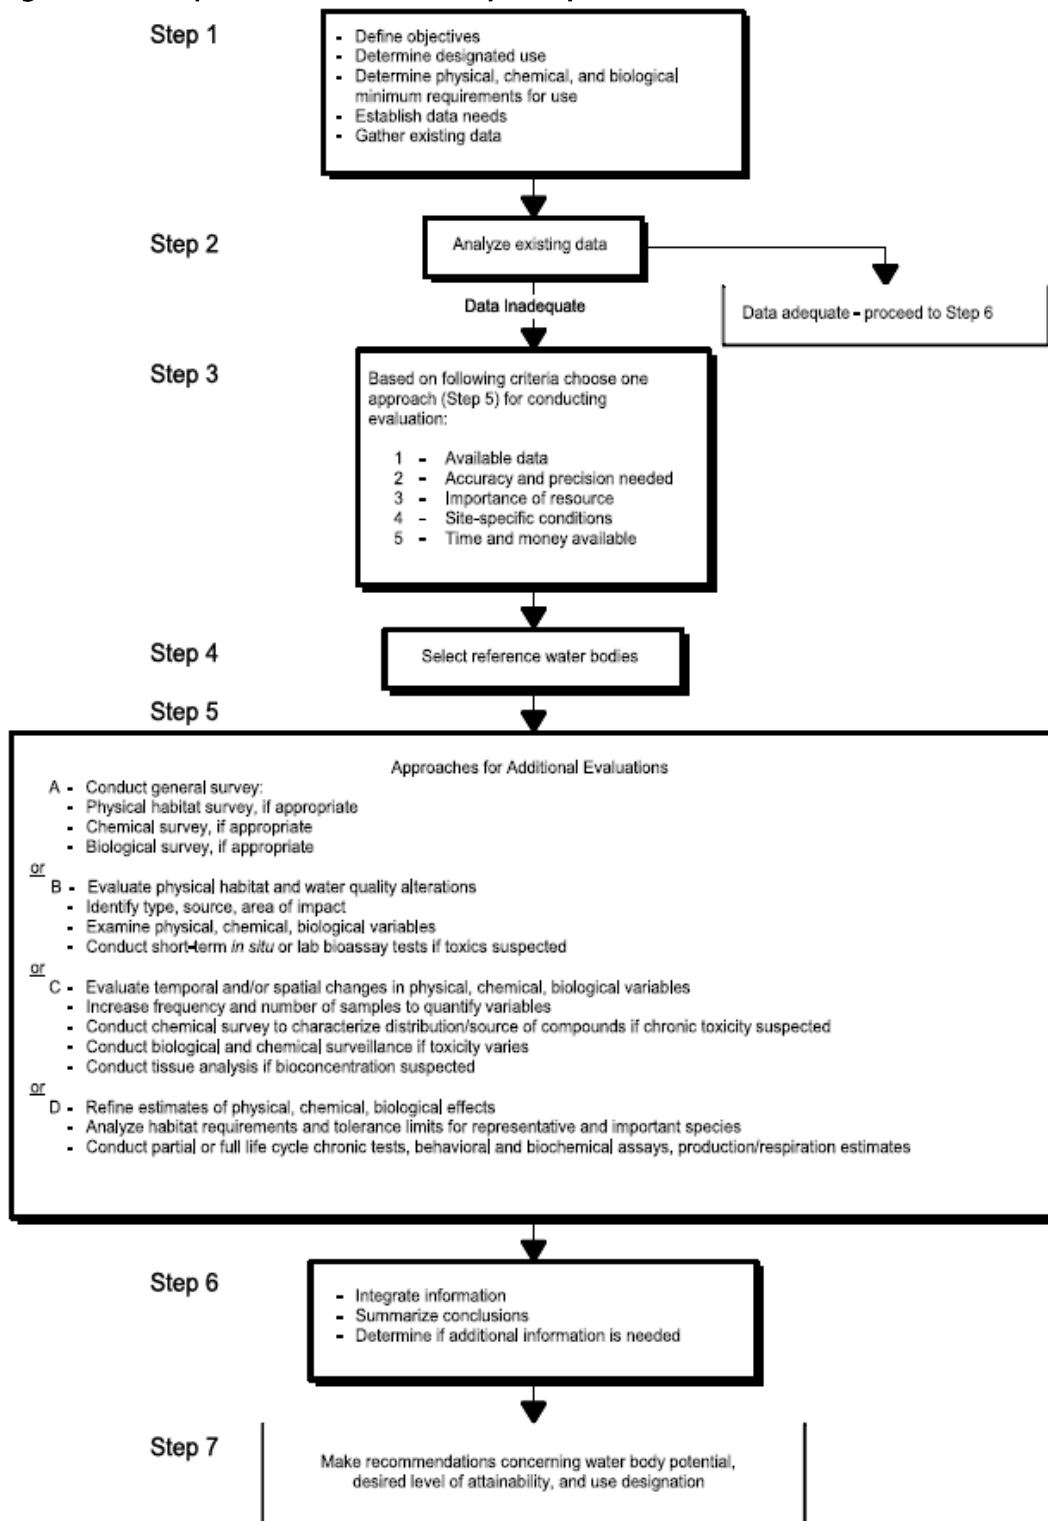 Step 1
- Define objectives
- Determine designated use
- Determine physical, chemical, and biological
minimum requirements for use
- Establish data needs
- Gather existing data
Step 2
Analyze existing data
Data Inadequate
Data adequate - proceed to Step 6
Step 3
Based on following criteria choose one
approach (Step 5) for conducting
evaluation:
1 - Available data
2 - Accuracy and precision needed
3 - Importance of resource
4 - Site-specific conditions
5 - Time and money available
Step 4
Select reference water bodies
Step 5
Approaches for Additional Evaluations
A - Conduct general survey:
- Physical habitat survey, if appropriate
- Chemical survey, if appropriate
- Biological survey, if appropriate
or
B - Evaluate physical habitat and water quality alterations
- Identify type, source, area of impact
- Examine physical, chemical, biological variables
- Conduct short-term in situ or lab bioassay tests if toxics suspected
or
C - Evaluate temporal and/or spatial changes in physical, chemical, biological variables
- Increase frequency and number of samples to quantify variables
- Conduct chemical survey to characterize distribution/source of compounds if chronic toxicity suspected
- Conduct biological and chemical surveillance if toxicity varies
- Conduct tissue analysis if bioconcentration suspected
or
D - Refine estimates of physical, chemical, biological effects
- Analyze habitat requirements and tolerance limits for representative and important species
- Conduct partial or full life cycle chronic tests, behavioral and biochemical assays, production/respiration estimates
Step 6
- Integrate information
- Summarize conclusions
- Determine if additional information is needed
Step 7
Make recommendations concerning water body potential,
desired level of attainability, and use designation